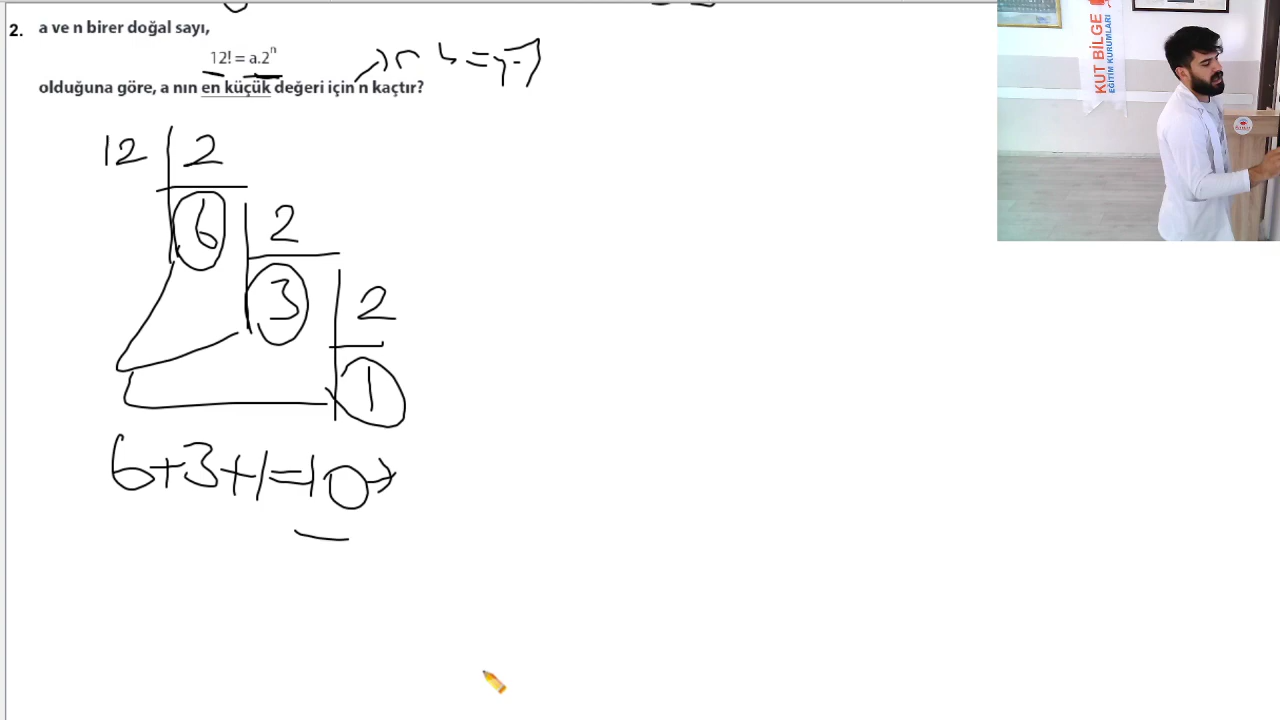 2. a ve n birer doğal sayı,
12! = a.2ⁿ
olduğuna göre, a nın en küçük değeri için n kaçtır?
12 2
6 2
3 2
1
6+3+1=10
KUT BİLGE
EĞİTİM KURUMLARI